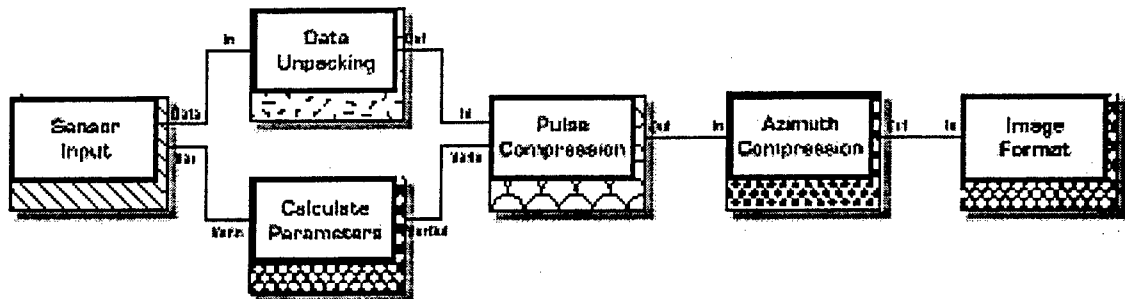 Sensor
Input
Data
In
Data
Unpacking
Out
Calculate
Parameters
In
Pulse
Compression
Out
In
Azimuth
Compression
Out
In
Image
Format